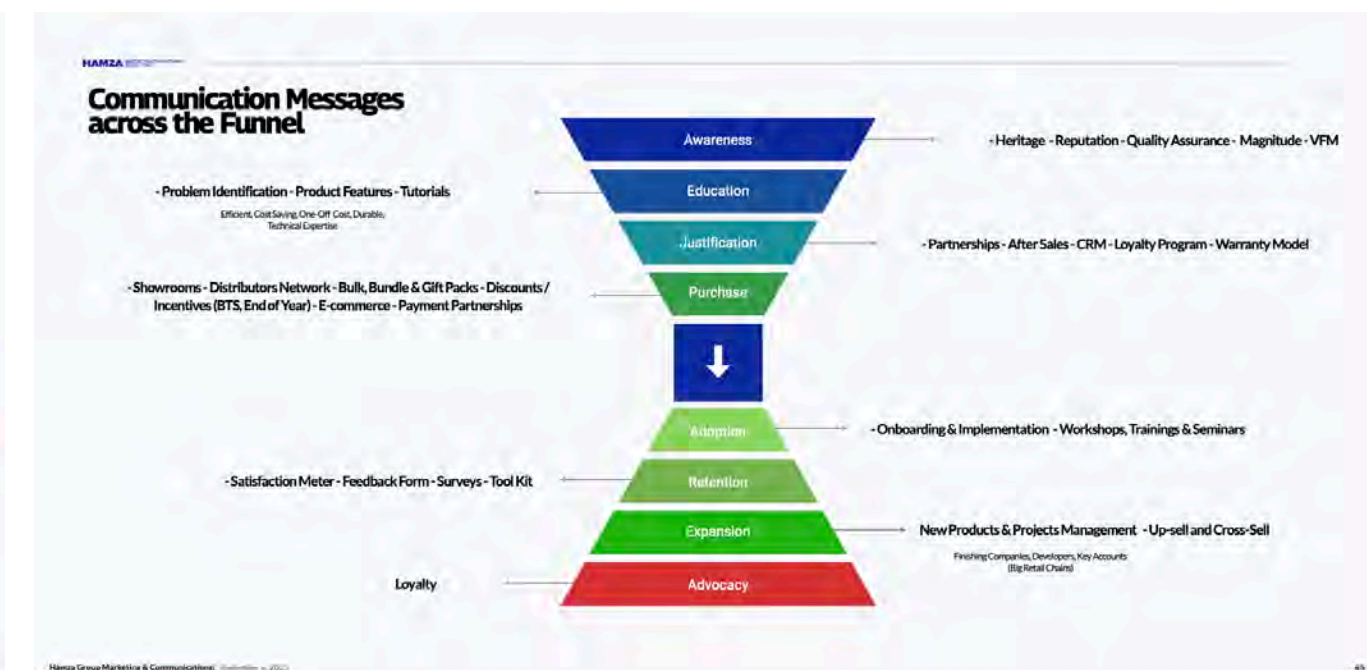 HAMZA
Communication Messages
across the Funnel
Awareness
- Heritage - Reputation - Quality Assurance - Magnitude - VFM
- Problem Identification - Product Features - Tutorials
Efficient, Cost Saving, One-Off Cost, Durable,
Technical Expertise
Education
Justification
- Partnerships - After Sales - CRM - Loyalty Program - Warranty Model
- Showrooms - Distributors Network - Bulk, Bundle & Gift Packs - Discounts /
Incentives (BTS, End of Year) - E-commerce - Payment Partnerships
Purchase
Adoption
- Onboarding & Implementation - Workshops, Trainings & Seminars
- Satisfaction Meter - Feedback Form - Surveys - Tool Kit
Retention
Expansion
New Products & Projects Management - Up-sell and Cross-Sell
Finishing Companies, Developers, Key Accounts
(Big Retail Chains)
Loyalty
Advocacy
Hamza Group Marketing & Communications